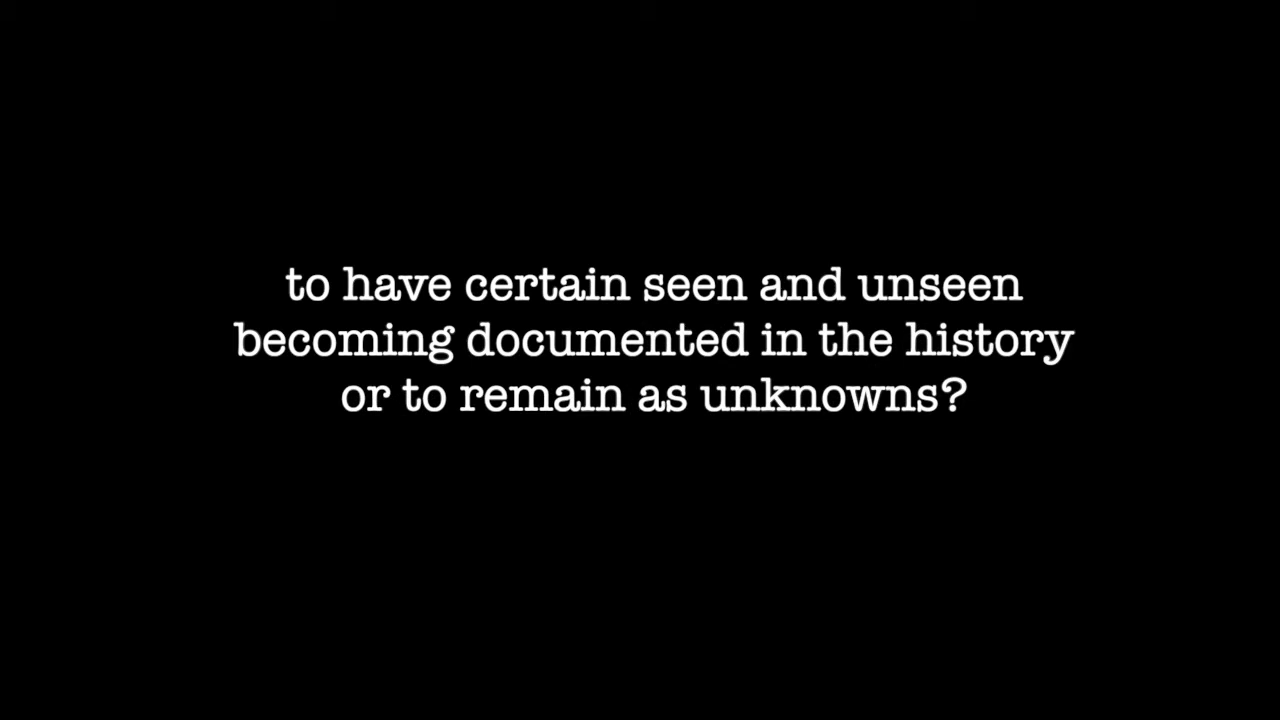 to have certain seen and unseen
becoming documented in the history
or to remain as unknowns?